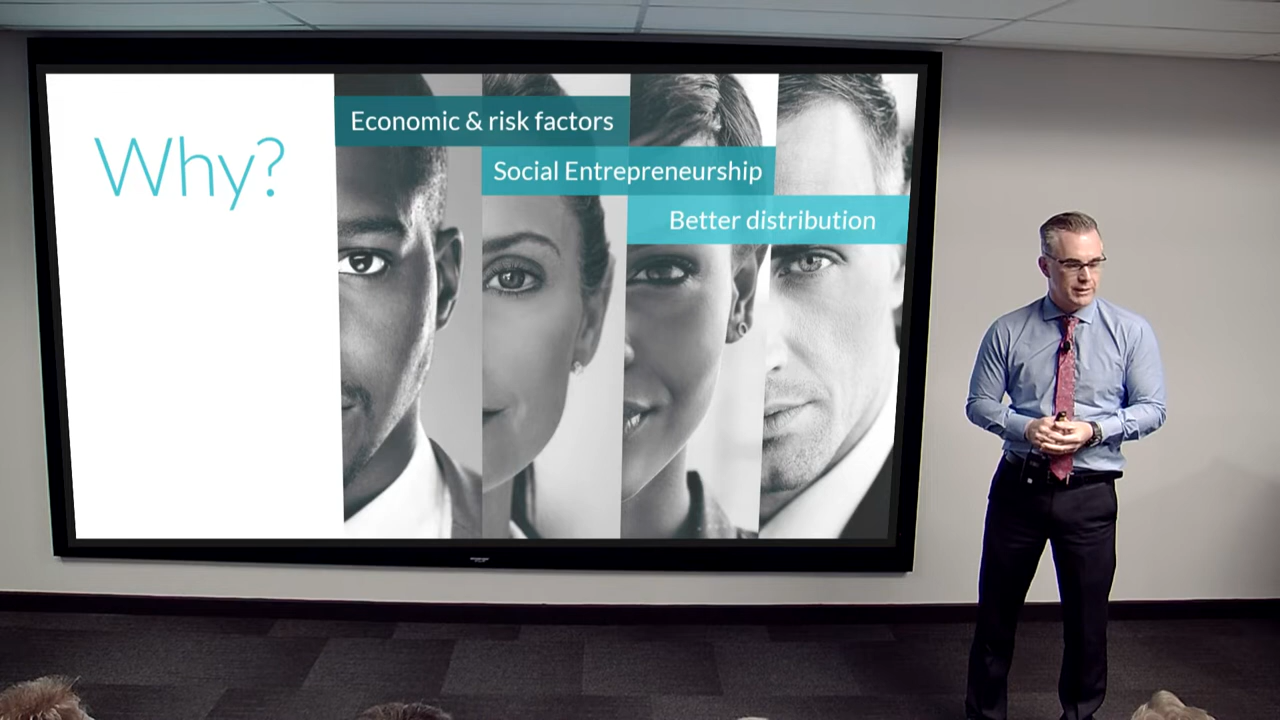 Why?
Economic & risk factors
Social Entrepreneurship
Better distribution